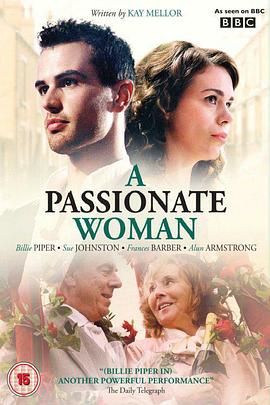 Written by KAY MELLOR
As seen on BBC
BBC
A
PASSIONATE
WOMAN
Billie PIPER • Sue JOHNSTON • Frances BARBER • Alun ARMSTRONG
15
“(BILLIE PIPER IN)
ANOTHER POWERFUL PERFORMANCE”
The Daily Telegraph